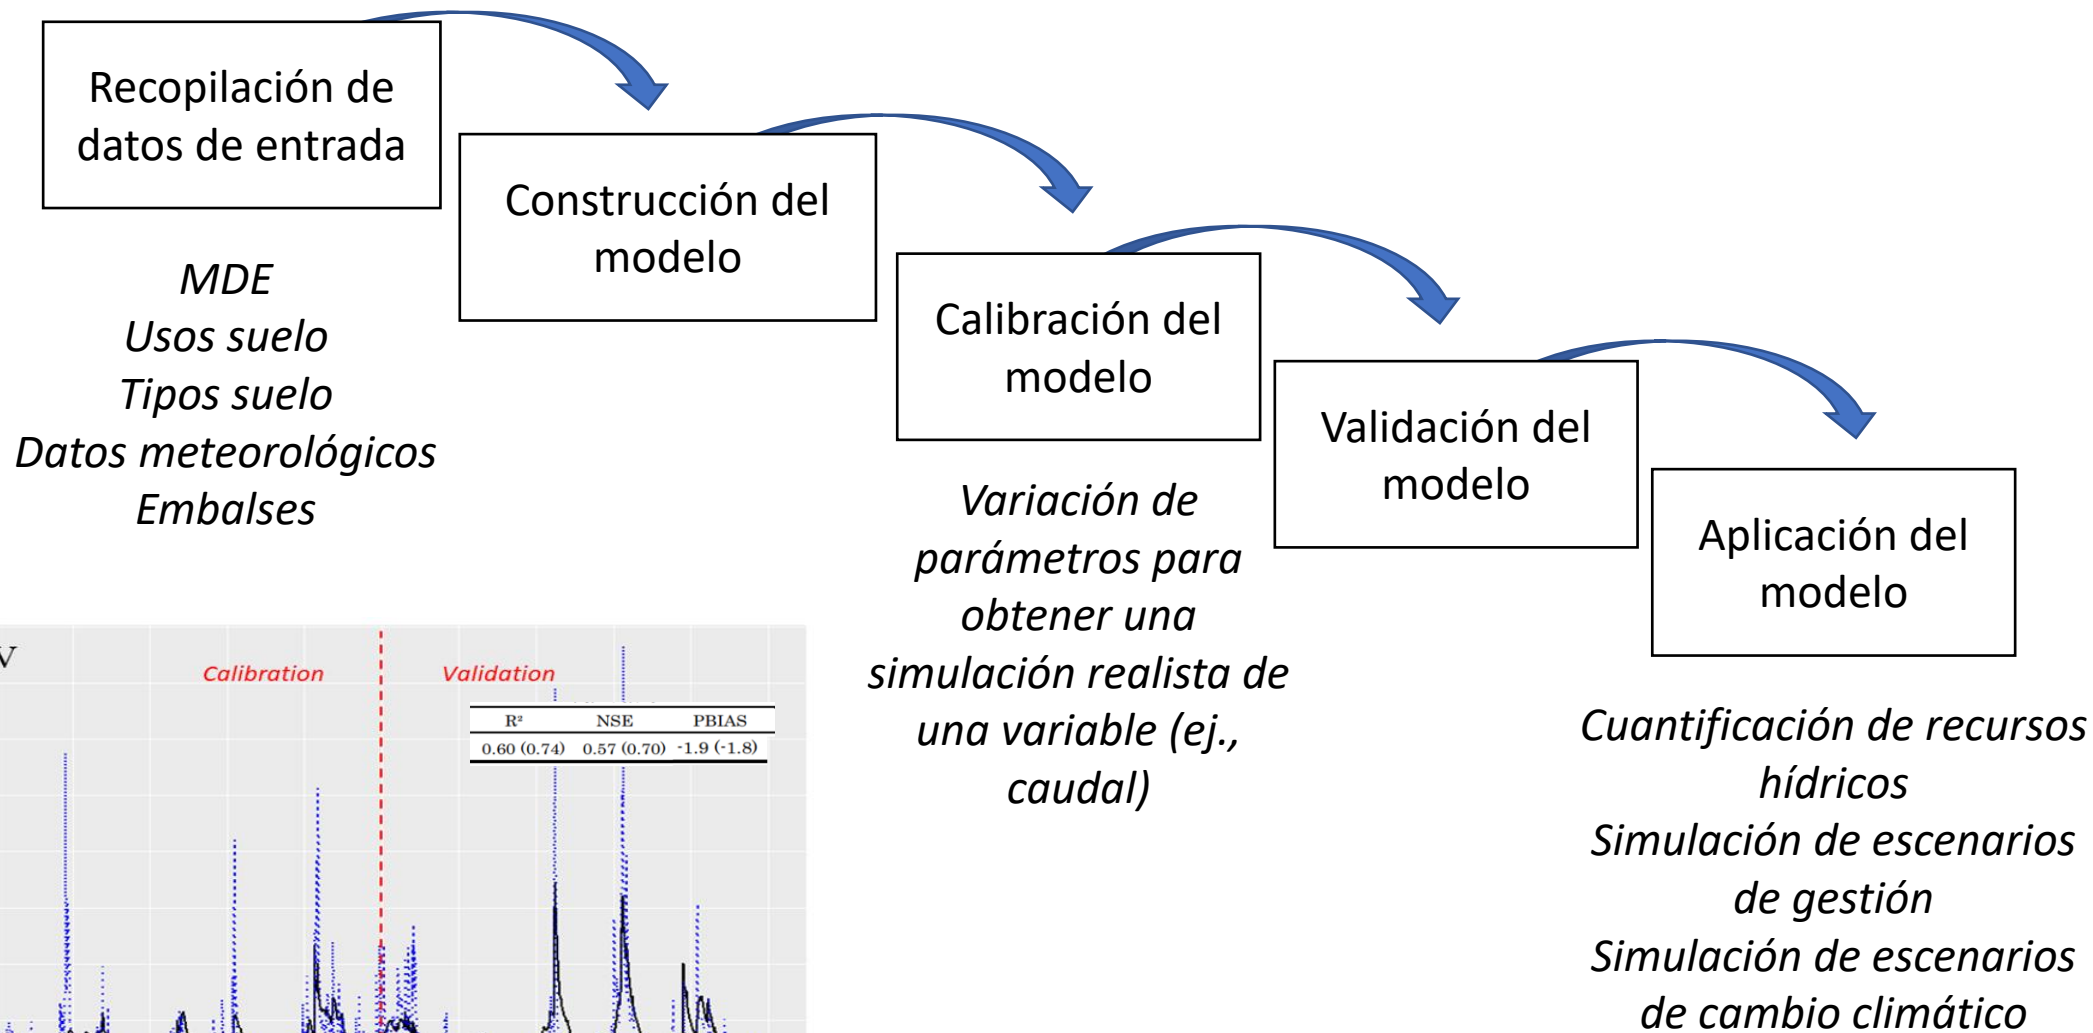 Recopilación de
datos de entrada
MDE
Usos suelo
Tipos suelo
Datos meteorológicos
Embalses
Construcción del
modelo
Calibración del
modelo
Variación de
parámetros para
obtener una
simulación realista de
una variable (ej.,
caudal)
Validación del
modelo
Aplicación del
modelo
Cuantificación de recursos
hídricos
Simulación de escenarios
de gestión
Simulación de escenarios
de cambio climático
Calibration
Validation
R² NSE PBIAS
0.60 (0.74) 0.57 (0.70) -1.9 (-1.8)